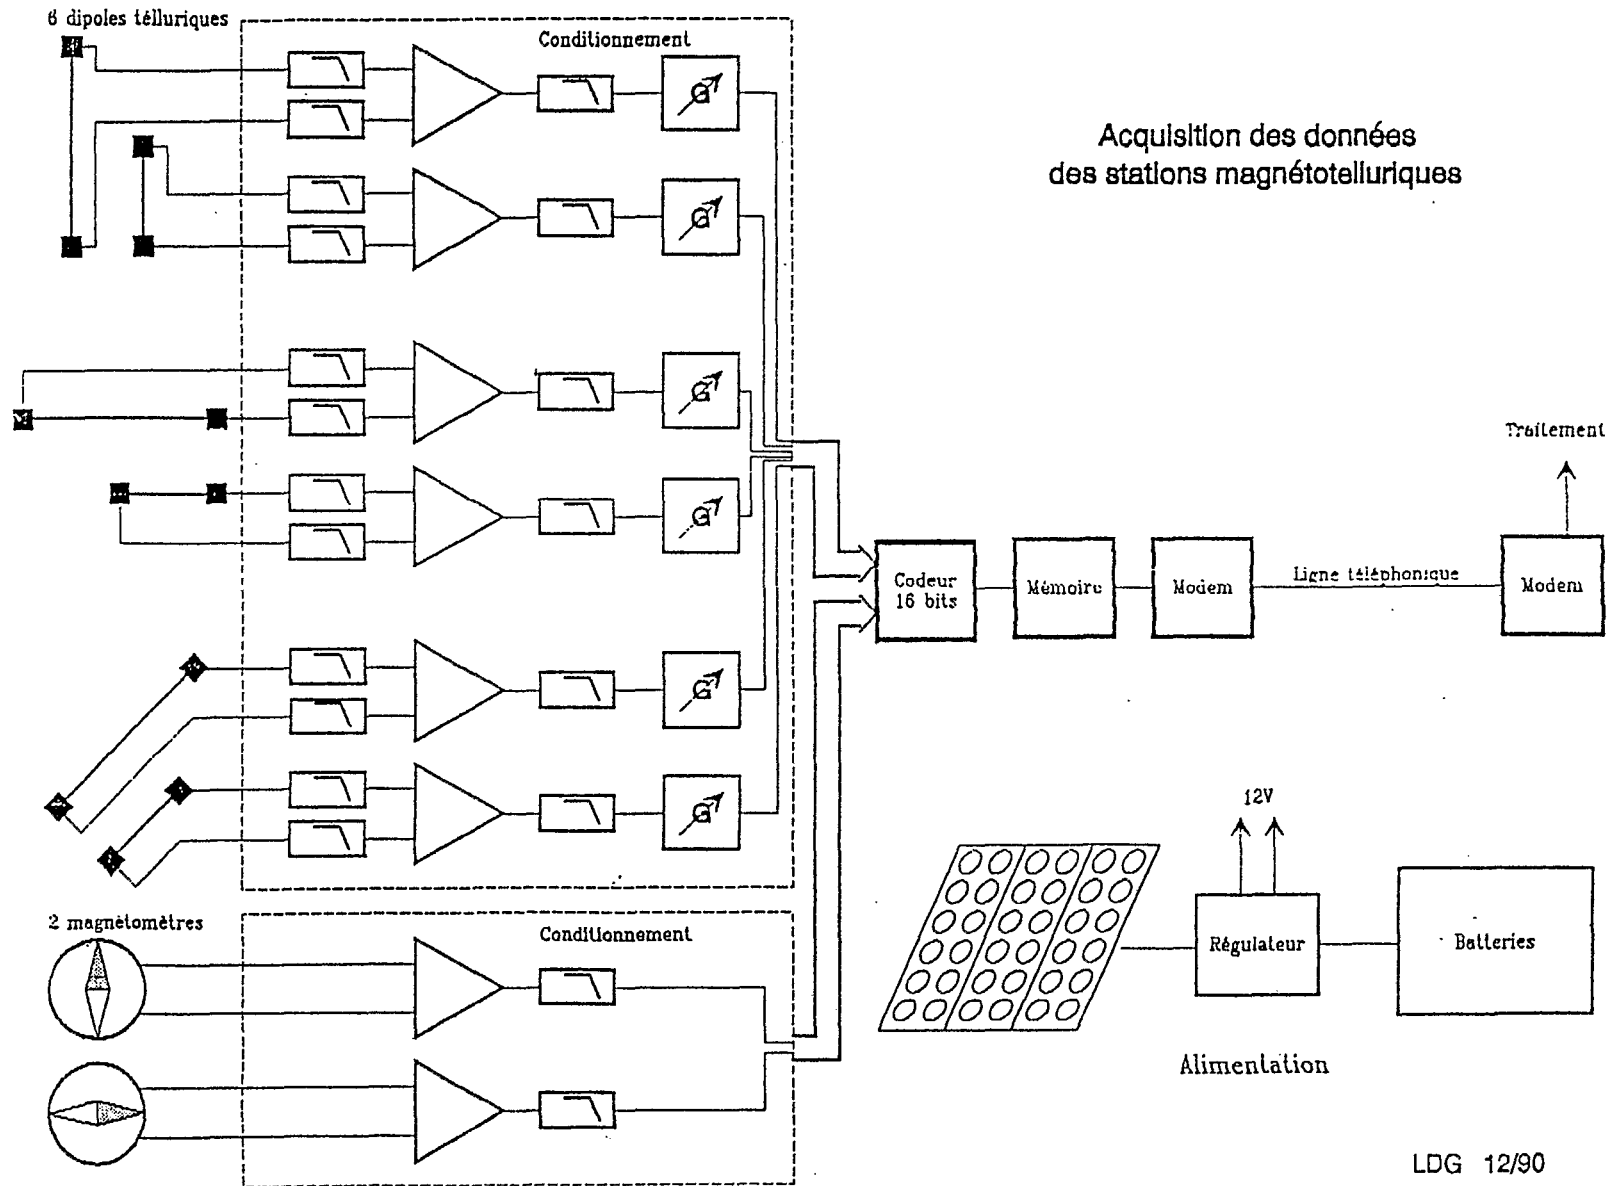 6 dipoles télluriques
Conditionnement
G
G
G
G
G
G
Acquisition des données
des stations magnétotelluriques
Traitement
Codeur
16 bits
Mémoire
Modem
Ligne téléphonique
Modem
2 magnétomètres
Conditionnement
12V
Régulateur
Batteries
Alimentation
LDG 12/90